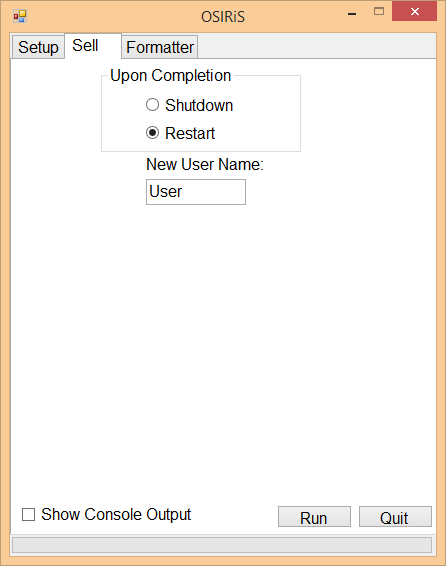 OSIRiS
Setup Sell Formatter
Upon Completion
Shutdown
Restart
New User Name:
User
Show Console Output Run Quit